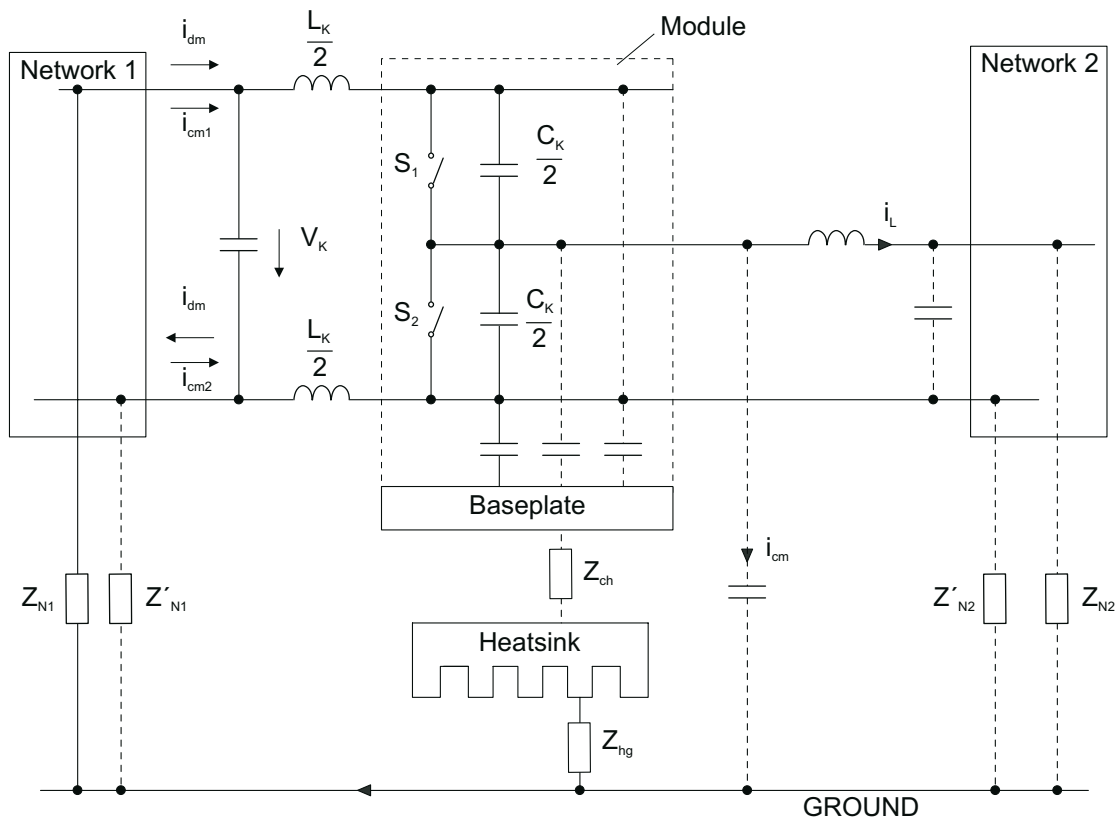 Module
Network 1
Network 2
i_dm
L_K
2
i_cm1
S_1
C_K
2
i_L
V_K
i_dm
S_2
C_K
2
L_K
2
i_cm2
Baseplate
Z_ch
i_cm
Z_N1
Z´_N1
Z´_N2
Z_N2
Heatsink
Z_hg
GROUND